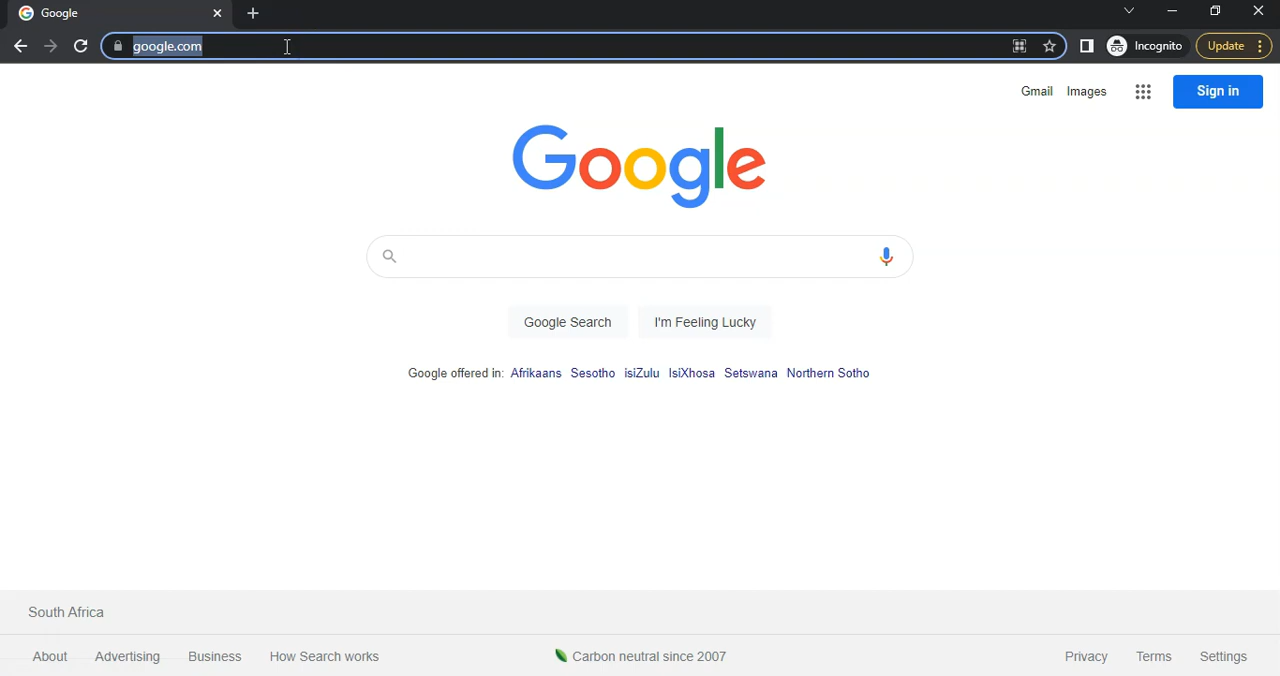 Google
google.com
Incognito
Update
Gmail Images Sign in
Google
Google Search I'm Feeling Lucky
Google offered in: Afrikaans Sesotho isiZulu IsiXhosa Setswana Northern Sotho
South Africa
About Advertising Business How Search works Carbon neutral since 2007 Privacy Terms Settings